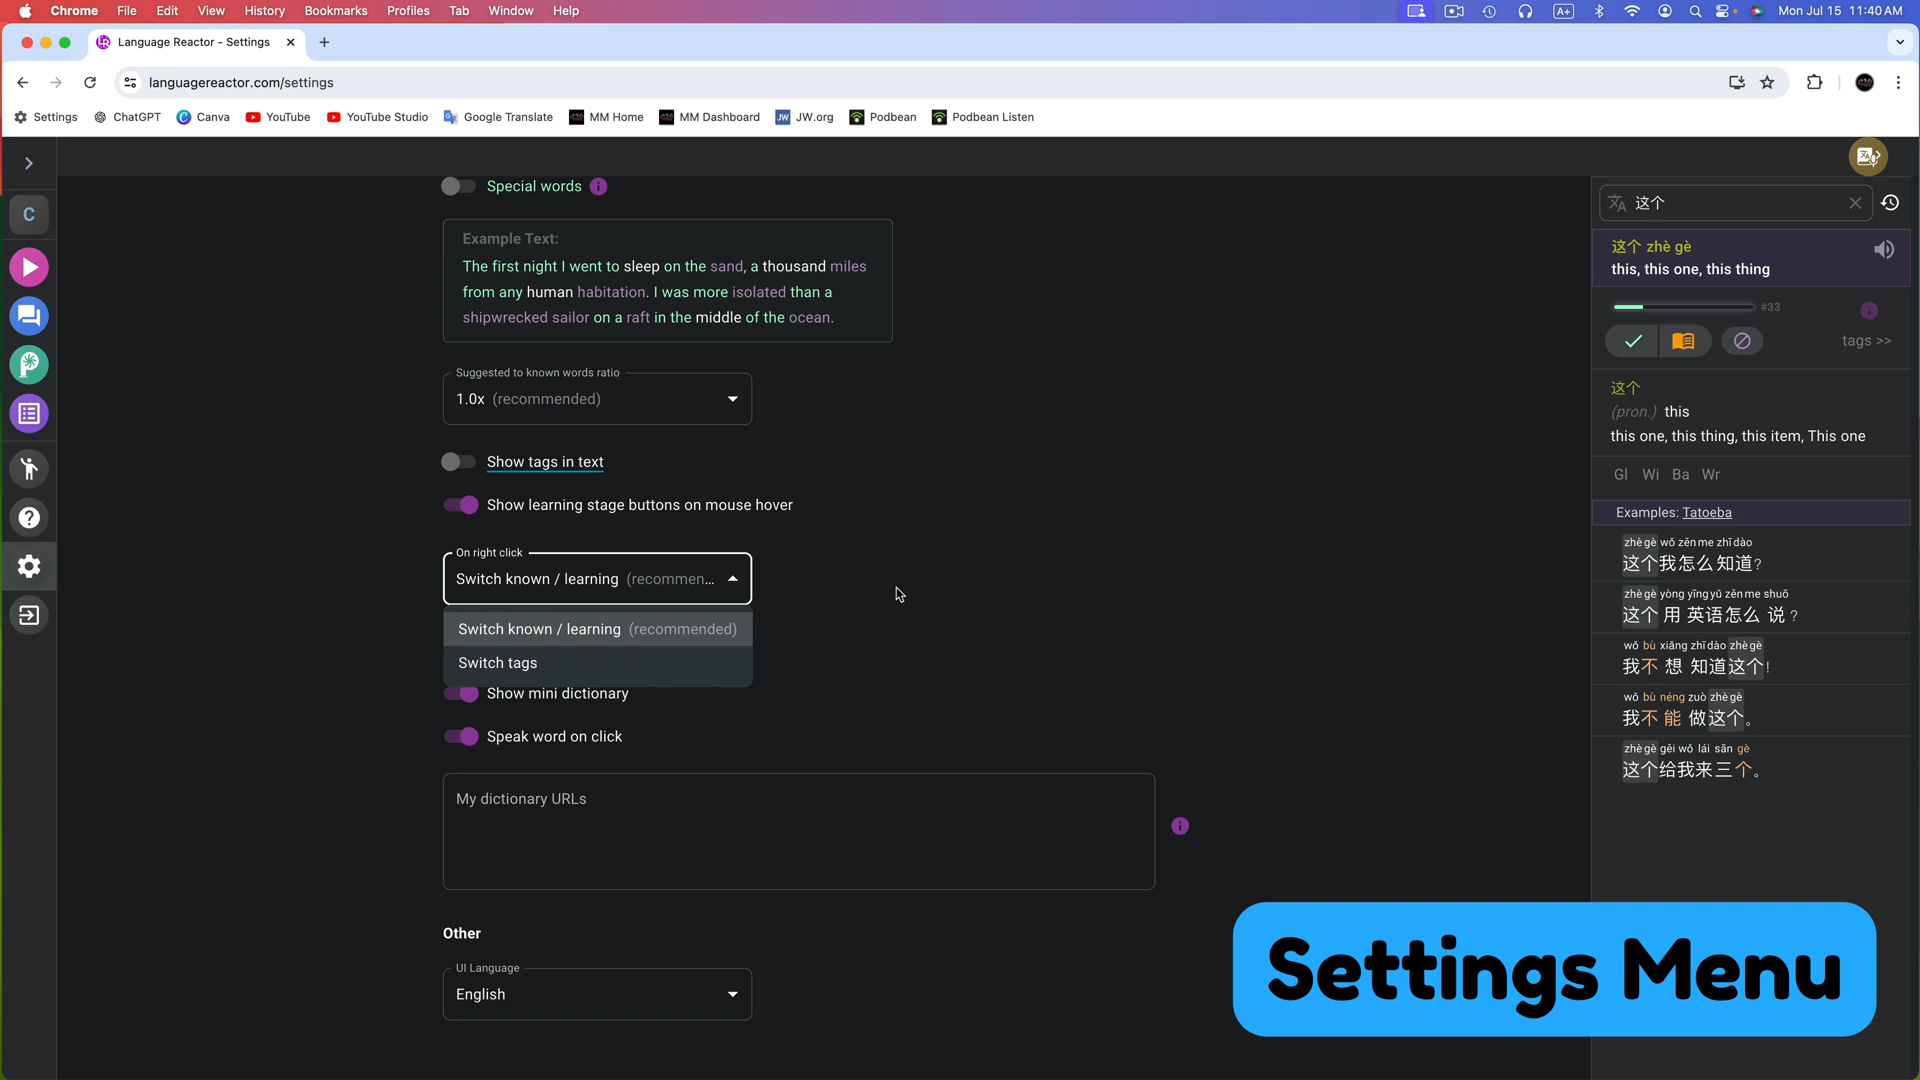 Chrome File Edit View History Bookmarks Profiles Tab Window Help
A+
Mon Jul 15 11:40 AM
Language Reactor - Settings
languagereactor.com/settings
Settings ChatGPT Canva YouTube YouTube Studio Google Translate MM Home MM Dashboard JW.org Podbean Podbean Listen
C
Special words
Example Text:
The first night I went to sleep on the sand, a thousand miles
from any human habitation. I was more isolated than a
shipwrecked sailor on a raft in the middle of the ocean.
Suggested to known words ratio
1.0x (recommended)
Show tags in text
Show learning stage buttons on mouse hover
On right click
Switch known / learning (recommen...
Switch known / learning (recommended)
Switch tags
Show mini dictionary
Speak word on click
My dictionary URLs
Other
UI Language
English
这个
这个 zhè gè
this, this one, this thing
#33
tags >>
这个
(pron.) this
this one, this thing, this item, This one
Gl Wi Ba Wr
Examples: Tatoeba
zhè gè wǒ zěn me zhī dào
这个我怎么知道?
zhè gè yòng yīng yǔ zěn me shuō
这个 用 英语怎么 说 ?
wǒ bù xiǎng zhī dào zhè gè
我不 想 知道这个!
wǒ bù néng zuò zhè gè
我不 能 做这个。
zhè gè gěi wǒ lái sān gè
这个给我来三个。
Settings Menu